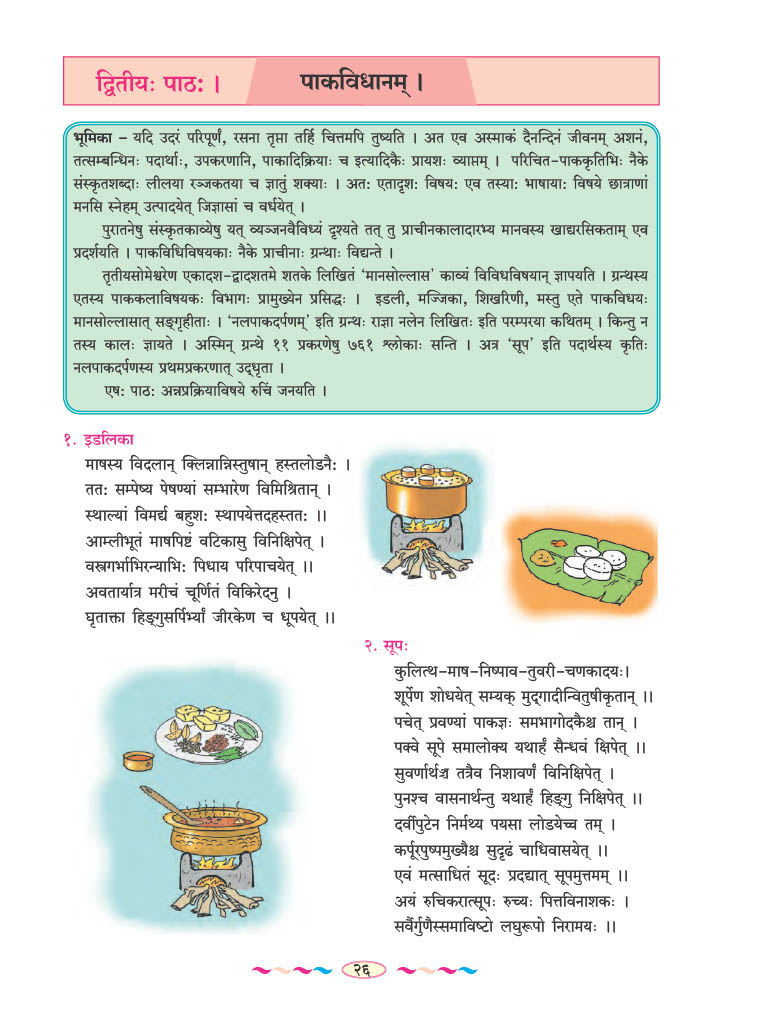 द्वितीयः पाठः ।
पाकविधानम् ।
भूमिका – यदि उदरं परिपूर्णं, रसना तृप्ता तर्हि चित्तमपि तुष्यति । अत एव अस्माकं दैनन्दिनं जीवनम् अशनं,
तत्सम्बन्धिनः पदार्थाः, उपकरणानि, पाकादिक्रियाः च इत्यादिकैः प्रायशः व्याप्तम् । परिचित-पाककृतिभिः नैके
संस्कृतशब्दाः लीलया रञ्जकतया च ज्ञातुं शक्याः । अतः एतादृशः विषयः एव तस्याः भाषायाः विषये छात्राणां
मनसि स्नेहम् उत्पादयेत् जिज्ञासां च वर्धयेत् ।
पुरातनेषु संस्कृतकाव्येषु यत् व्यञ्जनवैविध्यं दृश्यते तत् तु प्राचीनकालादारभ्य मानवस्य खाद्यरसिकताम् एव
प्रदर्शयति । पाकविधिविषयकाः नैके प्राचीनाः ग्रन्थाः विद्यन्ते ।
तृतीयसोमेश्वरेण एकादश-द्वादशतमे शतके लिखितं ‘मानसोल्लास’ काव्यं विविधविषयान् ज्ञापयति । ग्रन्थस्य
एतस्य पाककलाविषयकः विभागः प्रामुख्येन प्रसिद्धः । इडली, मज्जिका, शिखरिणी, मस्तु एते पाकविधयः
मानसोल्लासात् सङ्गृहीताः । ‘नलपाकदर्पणम्’ इति ग्रन्थः राज्ञा नलेन लिखितः इति परम्परया कथितम् । किन्तु न
तस्य कालः ज्ञायते । अस्मिन् ग्रन्थे ११ प्रकरणेषु ७६१ श्लोकाः सन्ति । अत्र ‘सूप’ इति पदार्थस्य कृतिः
नलपाकदर्पणस्य प्रथमप्रकरणात् उद्धृता ।
एषः पाठः अन्नप्रक्रियाविषये रुचिं जनयति ।
१. इडलिका
माषस्य विदलान् क्लिन्नान्निस्तुषान् हस्तलोडनैः ।
ततः सम्पेष्य पेषण्यां सम्भारेण विमिश्रितान् ।
स्थाल्यां विमर्द्य बहुशः स्थापयेत्तदहस्ततः ।।
आम्लीभूतं माषपिष्टं वटिकासु विनिक्षिपेत् ।
वस्त्रगर्भाभिरन्याभिः पिधाय परिपाचयेत् ।।
अवतार्यात्र मरीचं चूर्णितं विकिरेदनु ।
घृताक्ता हिङ्गुसर्पिर्भ्यां जीरकेण च धूपयेत् ।।
२. सूपः
कुलित्थ-माष-निष्पाव-तुवरी-चणकादयः।
शूर्पेण शोधयेत् सम्यक् मुद्गादीन्वितुषीकृतान् ।।
पचेत् प्रवण्यां पाकज्ञः समभागोदकैश्च तान् ।
पक्वे सूपे समालोक्य यथार्हं सैन्धवं क्षिपेत् ।।
सुवर्णार्थञ्च तत्रैव निशावर्णं विनिक्षिपेत् ।
पुनश्च वासनार्थन्तु यथार्हं हिङ्गु निक्षिपेत् ।।
दर्वीपुटेन निर्मथ्य पयसा लोडयेच्च तम् ।
कर्पूरपुष्पमुख्यैश्च सुदृढं चाधिवासयेत् ।।
एवं मत्साधितं सूदः प्रदद्यात् सूपमुत्तमम् ।।
अयं रुचिकरात्सूपः रुच्यः पित्तविनाशकः ।
सर्वैर्गुणैस्समाविष्टो लघुरूपो निरामयः ।।
२६